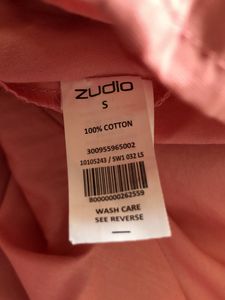 zudio
S
100% COTTON
300955965002
10105243 / SW1 032 LS
80000000262559
WASH CARE
SEE REVERSE